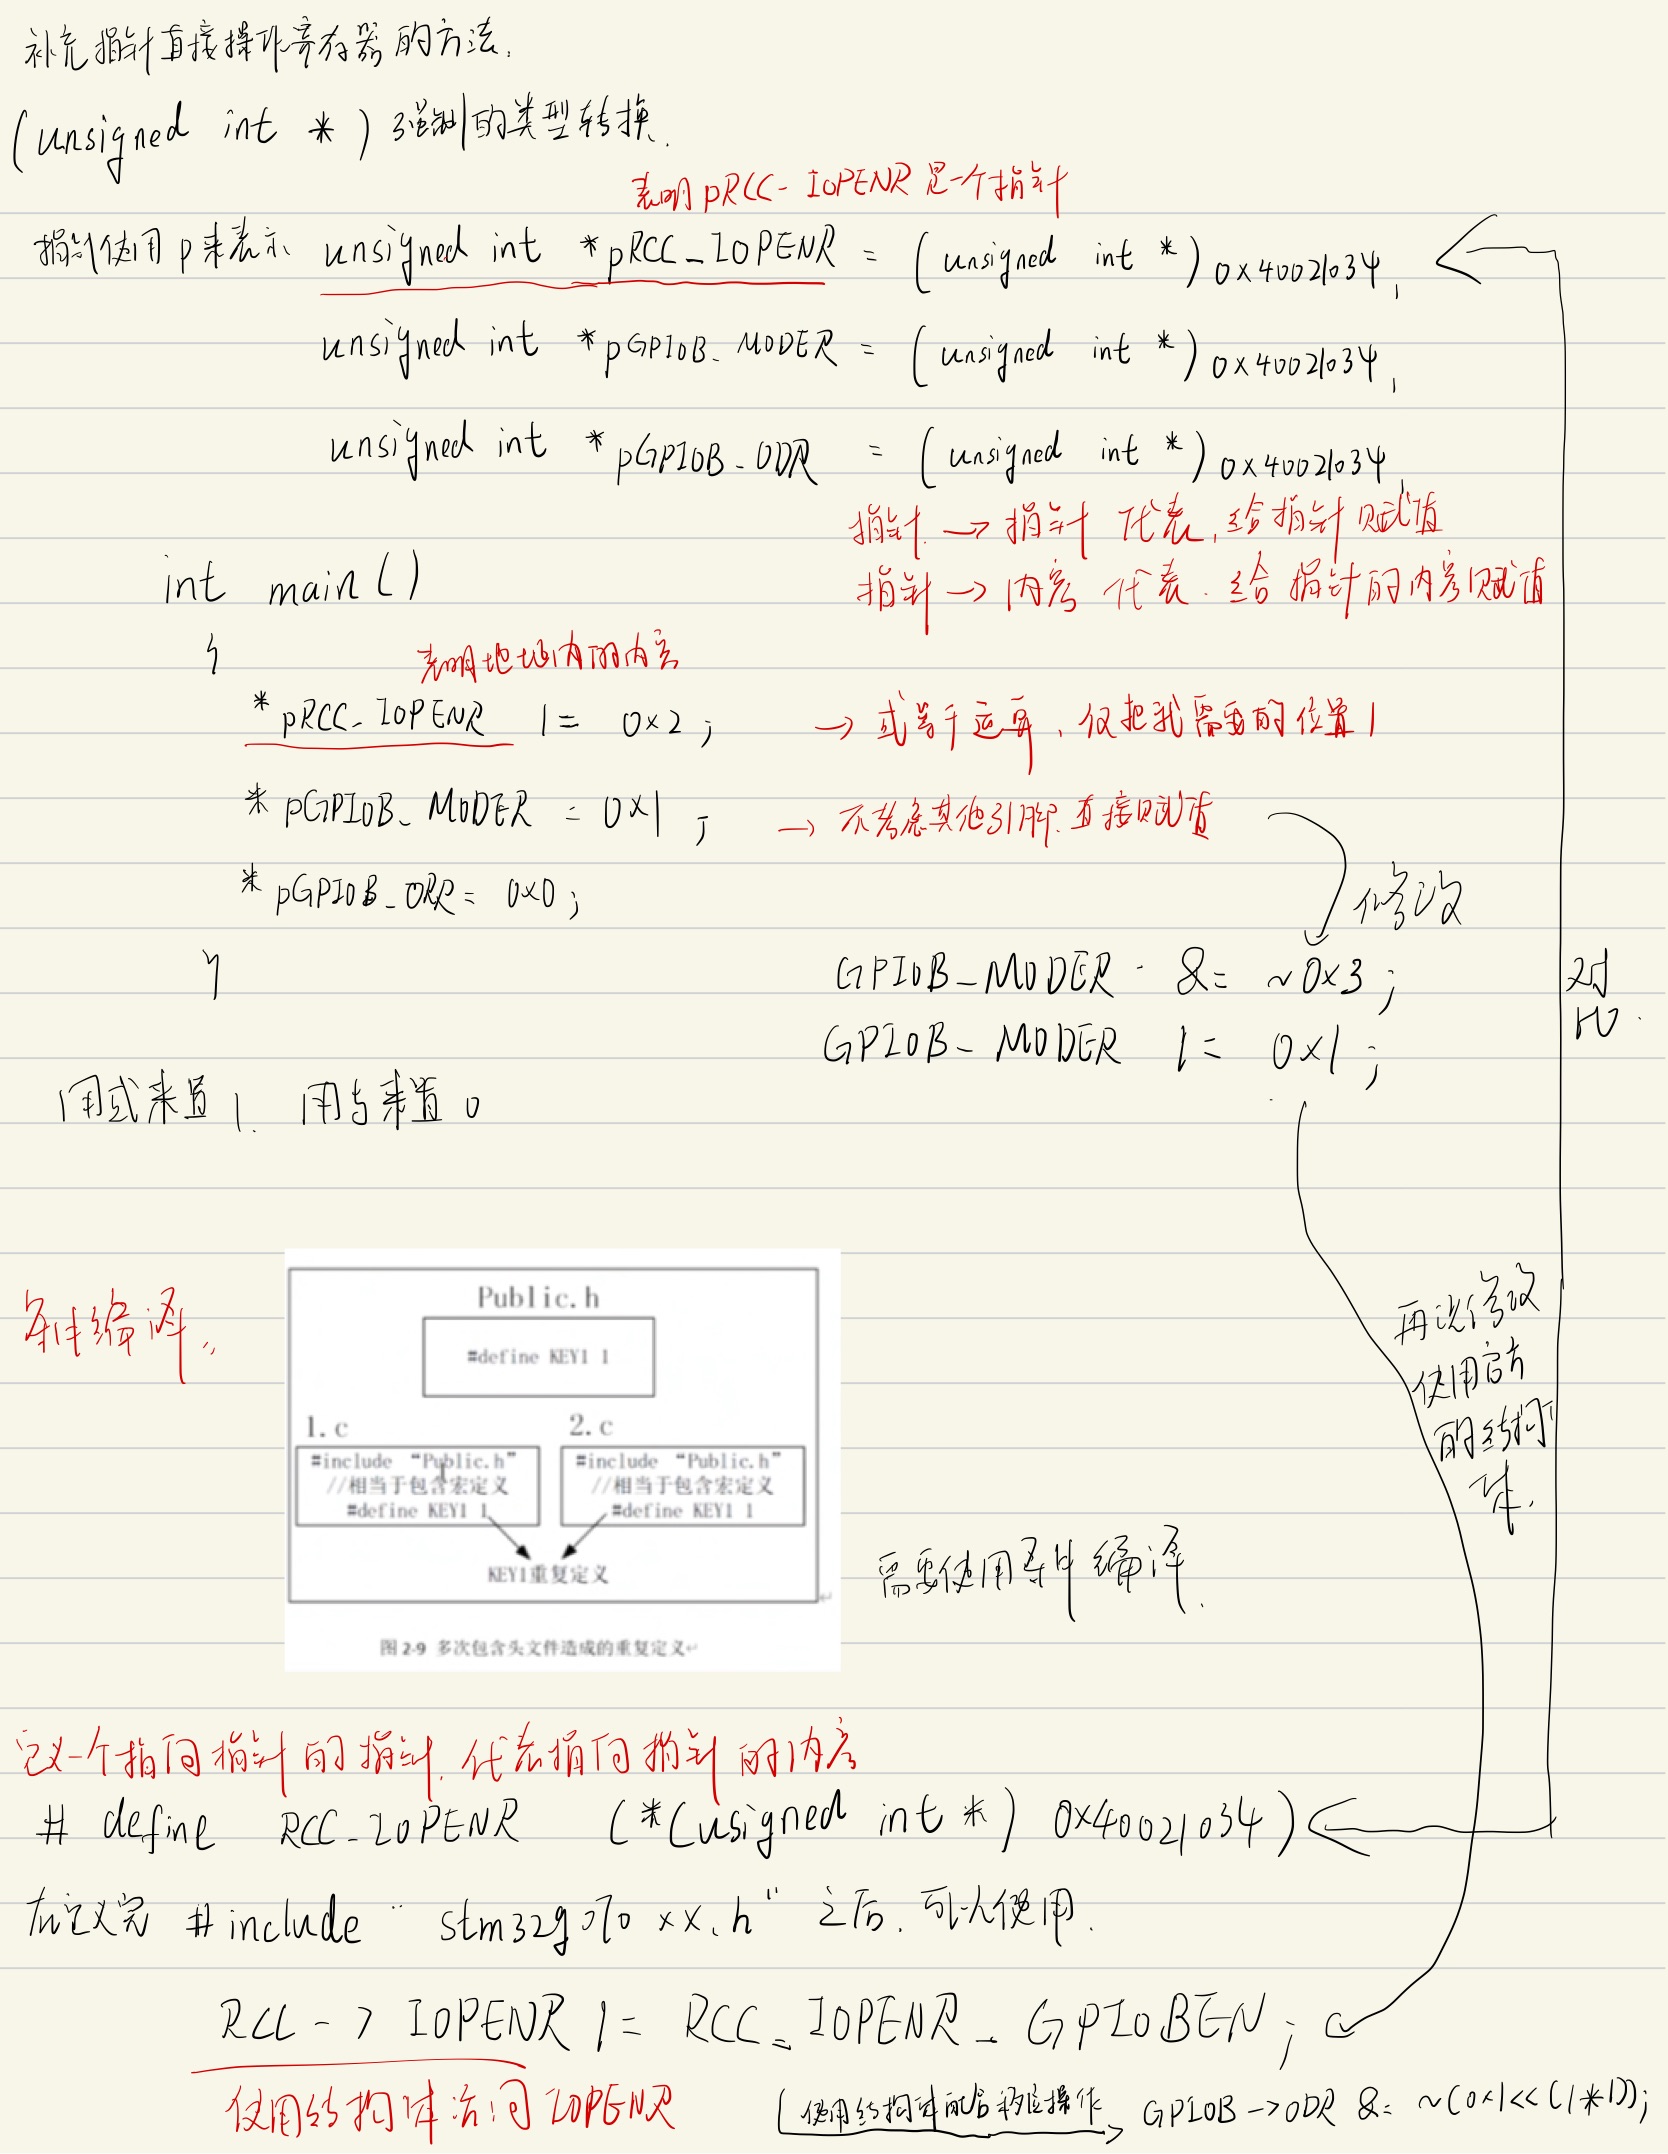 补充指针直接操作寄存器的方法.
(unsigned int *) 强制的类型转换.
表明 pRCC-IOPENR 是一个指针
指针使用 p 来表示 unsigned int *pRCC_IOPENR = (unsigned int *) 0x40021034,
unsigned int *pGPIOB_MODER = (unsigned int *) 0x40021034,
unsigned int *pGPIOB_ODR = (unsigned int *) 0x40021034,
指针 → 指针 代表, 给指针赋值
指针 → 内容 代表. 给指针的内容赋值
int main()
{
表明地址内的内容
*pRCC_IOPENR |= 0x2; → 或等于运算, 仅把我需要的位置1
*pGPIOB_MODER = 0x1; → 不考虑其他引脚.直接赋值
*pGPIOB_ORR = 0x0;
修改
}
GPIOB_MODER &= ~0x3;
GPIOB_MODER |= 0x1;
对比.
用或来置1. 用与来置0
条件编译.
Public.h
#define KEY1 1
1.c
#include “Public.h”
//相当于包含宏定义
#define KEY1 1
2.c
#include “Public.h”
//相当于包含宏定义
#define KEY1 1
KEY1重复定义
图 2-9 多次包含头文件造成的重复定义
需要使用条件编译.
再次修改
使用官方
的结构
体.
定义一个指向指针的指针, 代表指向指针的内容
# define RCC_IOPENR (*(usigned int *) 0x40021034)
在定义完 #include "stm32g070xx.h" 之后. 可以使用.
RCC -> IOPENR |= RCC_IOPENR_GPIOBEN;
使用结构体访问 IOPENR
使用结构体配合移位操作 GPIOB->ODR &= ~(0x1<<(1*1));